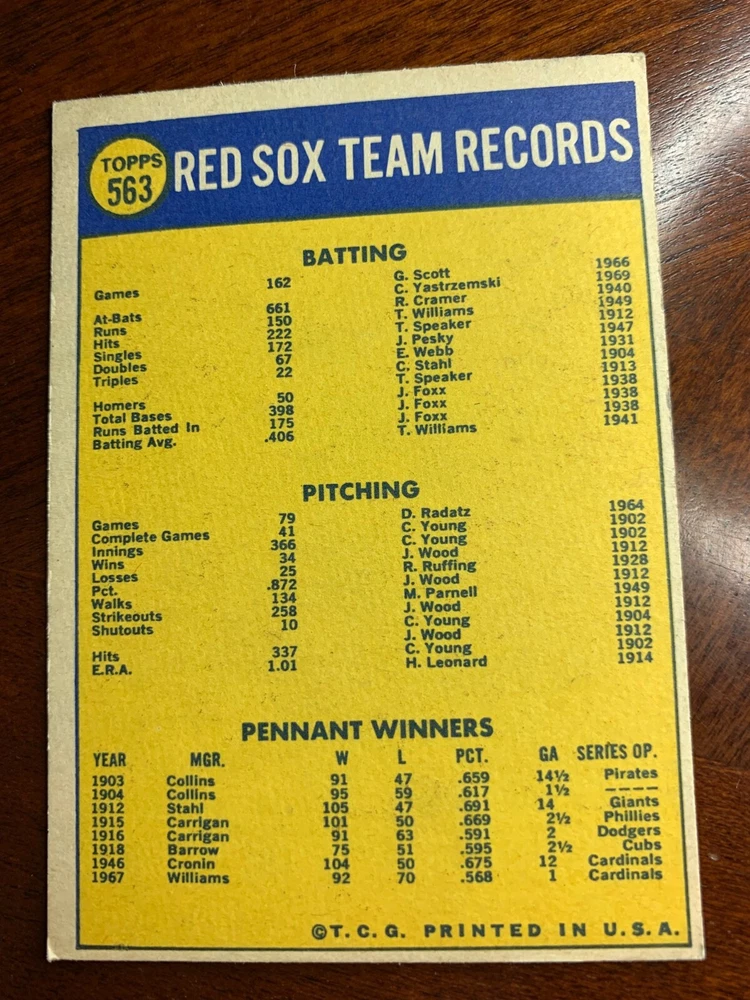 TOPPS
563
RED SOX TEAM RECORDS
BATTING
Games 162 G. Scott 1966
C. Yastrzemski 1969
At-Bats 661 R. Cramer 1940
Runs 150 T. Williams 1949
Hits 222 T. Speaker 1912
Singles 172 J. Pesky 1947
Doubles 67 E. Webb 1931
Triples 22 C. Stahl 1904
T. Speaker 1913
Homers 50 J. Foxx 1938
Total Bases 398 J. Foxx 1938
Runs Batted In 175 J. Foxx 1938
Batting Avg. .406 T. Williams 1941
PITCHING
Games 79 D. Radatz 1964
Complete Games 41 C. Young 1902
Innings 366 C. Young 1902
Wins 34 J. Wood 1912
Losses 25 R. Ruffing 1928
Pct. .872 J. Wood 1912
Walks 134 M. Parnell 1949
Strikeouts 258 J. Wood 1912
Shutouts 10 C. Young 1904
J. Wood 1912
Hits 337 C. Young 1902
E.R.A. 1.01 H. Leonard 1914
PENNANT WINNERS
YEAR MGR. W L PCT. GA SERIES OP.
1903 Collins 91 47 .659 14½ Pirates
1904 Collins 95 59 .617 1½ ----
1912 Stahl 105 47 .691 14 Giants
1915 Carrigan 101 50 .669 2½ Phillies
1916 Carrigan 91 63 .591 2 Dodgers
1918 Barrow 75 51 .595 2½ Cubs
1946 Cronin 104 50 .675 12 Cardinals
1967 Williams 92 70 .568 1 Cardinals
©T.C.G. PRINTED IN U.S.A.